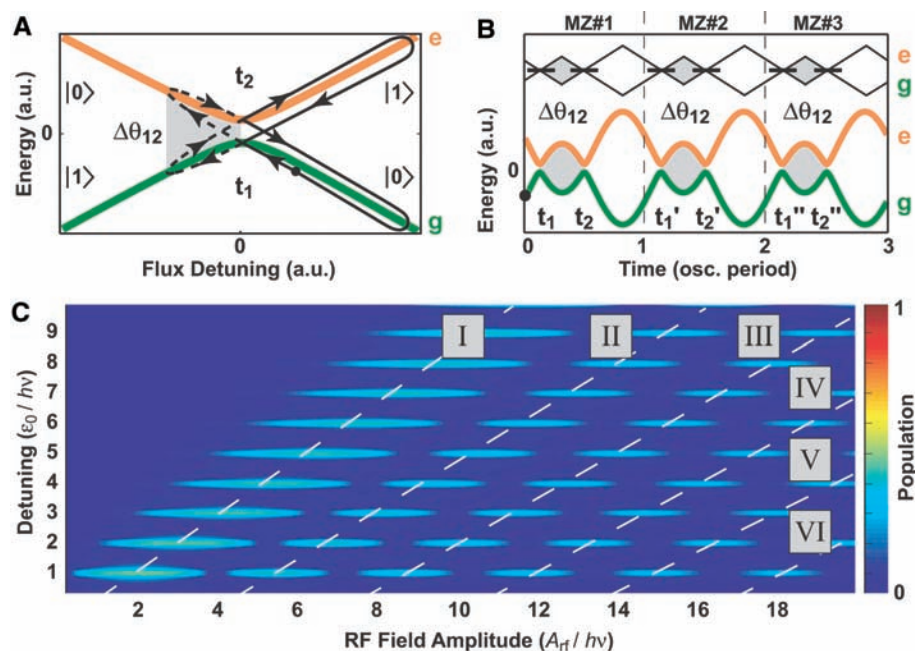 A
e
|0>
t₂
|1>
0
Δθ₁₂
|1>
t₁
|0>
g
Energy (a.u.)
0
Flux Detuning (a.u.)
B
MZ#1 MZ#2 MZ#3
e
g
Δθ₁₂ Δθ₁₂ Δθ₁₂
e
0
g
t₁ t₂ t₁' t₂' t₁'' t₂''
Energy (a.u.)
0 1 2 3
Time (osc. period)
C
9
8
7
6
5
4
3
2
1
Detuning (ε₀ / hν)
I II III
IV
V
VI
2 4 6 8 10 12 14 16 18
RF Field Amplitude (Arf / hν)
1
Population
0